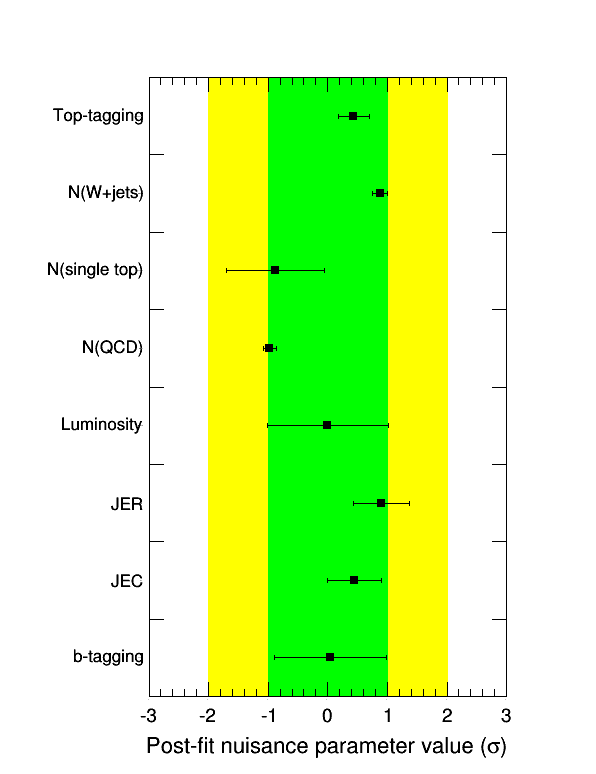 Top-tagging
N(W+jets)
N(single top)
N(QCD)
Luminosity
JER
JEC
b-tagging
-3 -2 -1 0 1 2 3
Post-fit nuisance parameter value (σ)